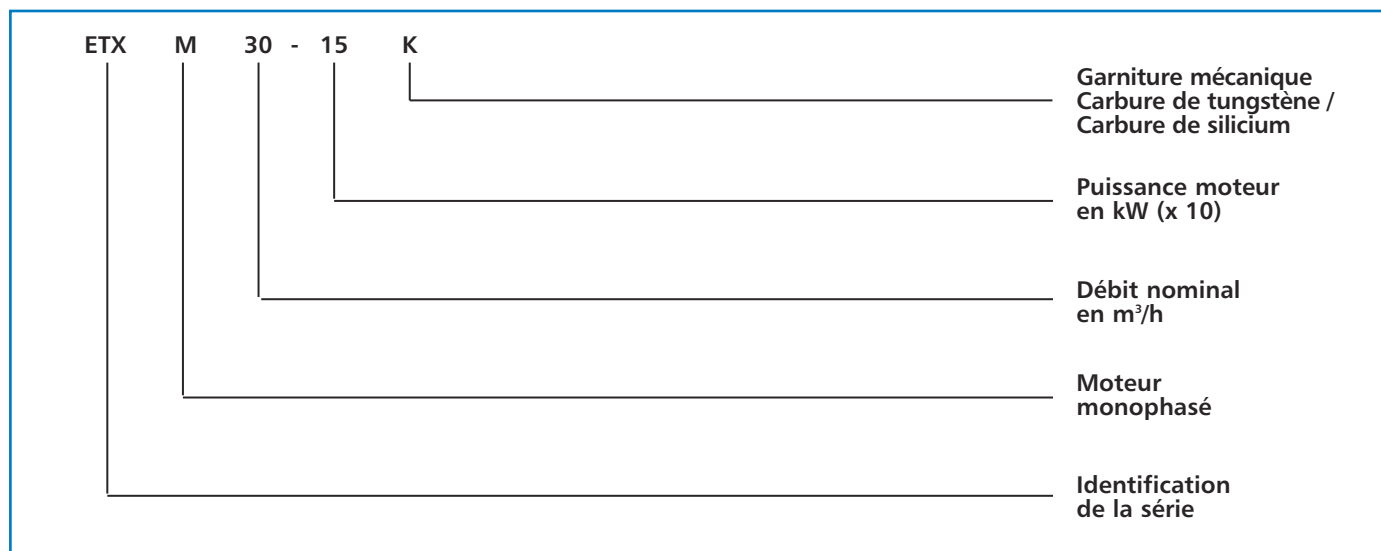 ETX M 30 - 15 K
Garniture mécanique
Carbure de tungstène /
Carbure de silicium
Puissance moteur
en kW (x 10)
Débit nominal
en m³/h
Moteur
monophasé
Identification
de la série